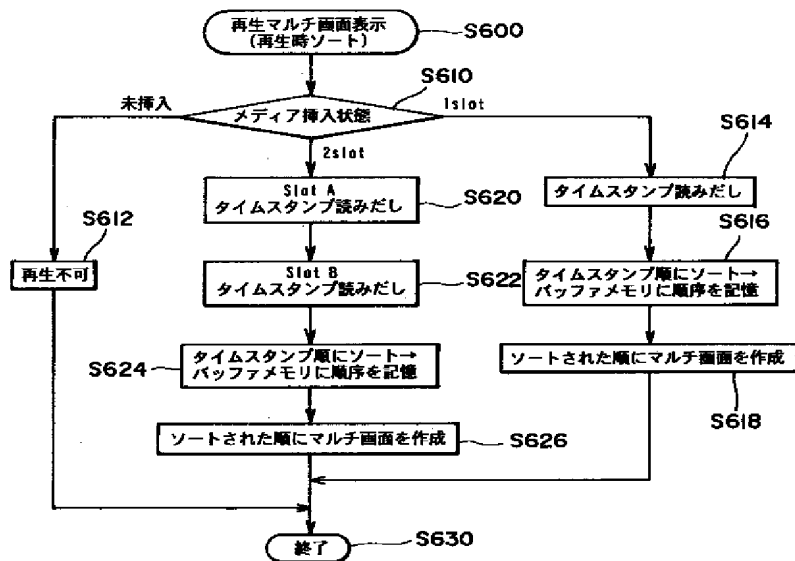 再生マルチ画面表示
(再生時ソート)
S600
S610
メディア挿入状態
未挿入
1slot
2slot
S614
タイムスタンプ読みだし
Slot A
タイムスタンプ読みだし
S620
S612
再生不可
S616
タイムスタンプ順にソート→
バッファメモリに順序を記憶
Slot B
タイムスタンプ読みだし
S622
S624
タイムスタンプ順にソート→
バッファメモリに順序を記憶
ソートされた順にマルチ画面を作成
S618
ソートされた順にマルチ画面を作成
S626
終了
S630